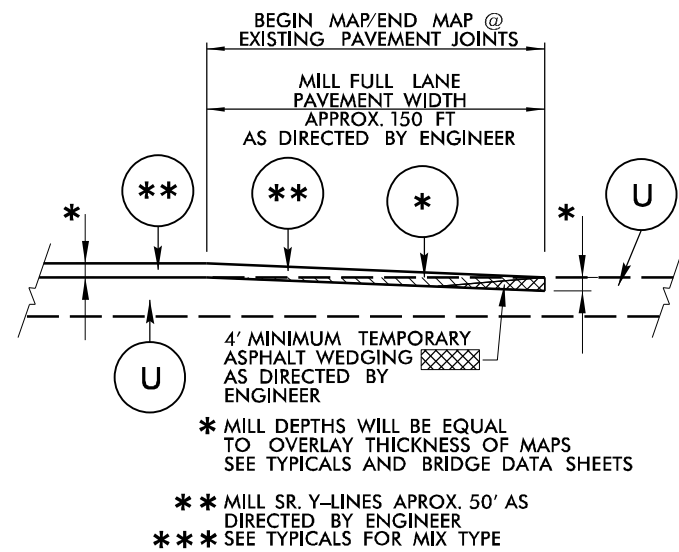 BEGIN MAP/END MAP @
EXISTING PAVEMENT JOINTS
MILL FULL LANE
PAVEMENT WIDTH
APPROX. 150 FT
AS DIRECTED BY ENGINEER
** ** * U
* *
U
4' MINIMUM TEMPORARY
ASPHALT WEDGING
AS DIRECTED BY
ENGINEER
* MILL DEPTHS WILL BE EQUAL
TO OVERLAY THICKNESS OF MAPS
SEE TYPICALS AND BRIDGE DATA SHEETS
** MILL SR. Y–LINES APROX. 50' AS
DIRECTED BY ENGINEER
*** SEE TYPICALS FOR MIX TYPE